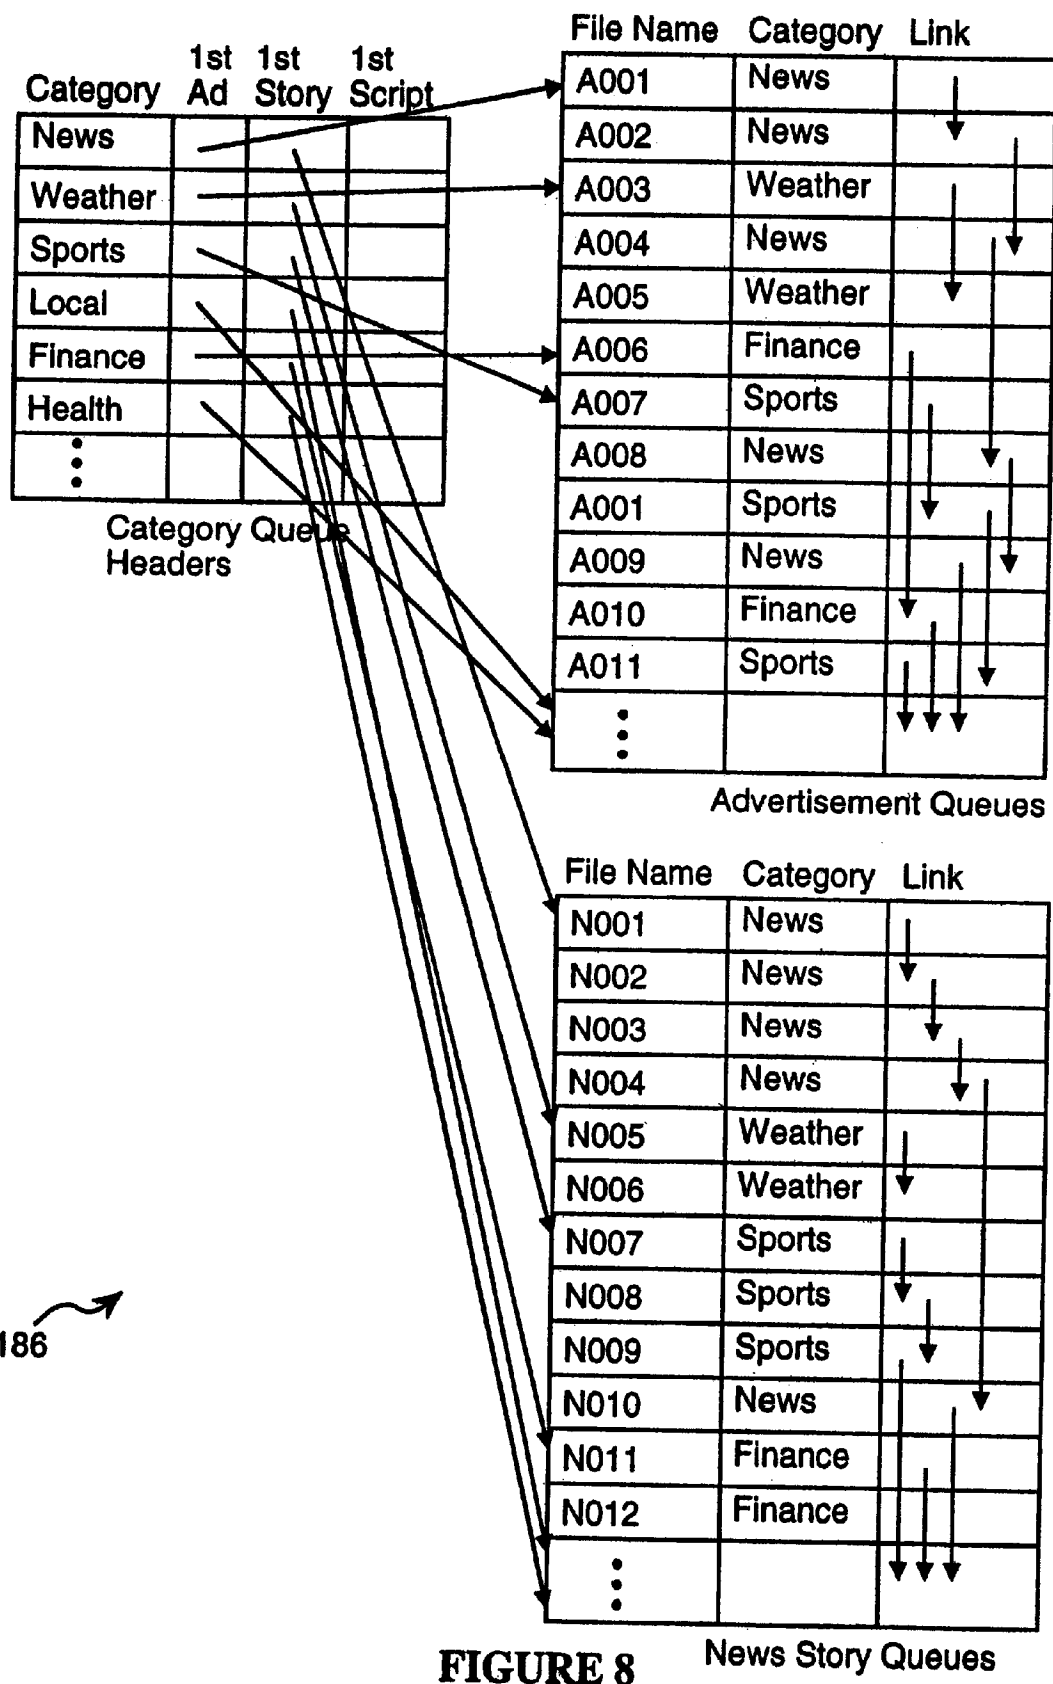 1st 1st 1st
Category Ad Story Script
News
Weather
Sports
Local
Finance
Health
Category Queue
Headers
File Name Category Link
A001 News
A002 News
A003 Weather
A004 News
A005 Weather
A006 Finance
A007 Sports
A008 News
A001 Sports
A009 News
A010 Finance
A011 Sports
Advertisement Queues
File Name Category Link
N001 News
N002 News
N003 News
N004 News
N005 Weather
N006 Weather
N007 Sports
N008 Sports
N009 Sports
N010 News
N011 Finance
N012 Finance
News Story Queues
186
FIGURE 8